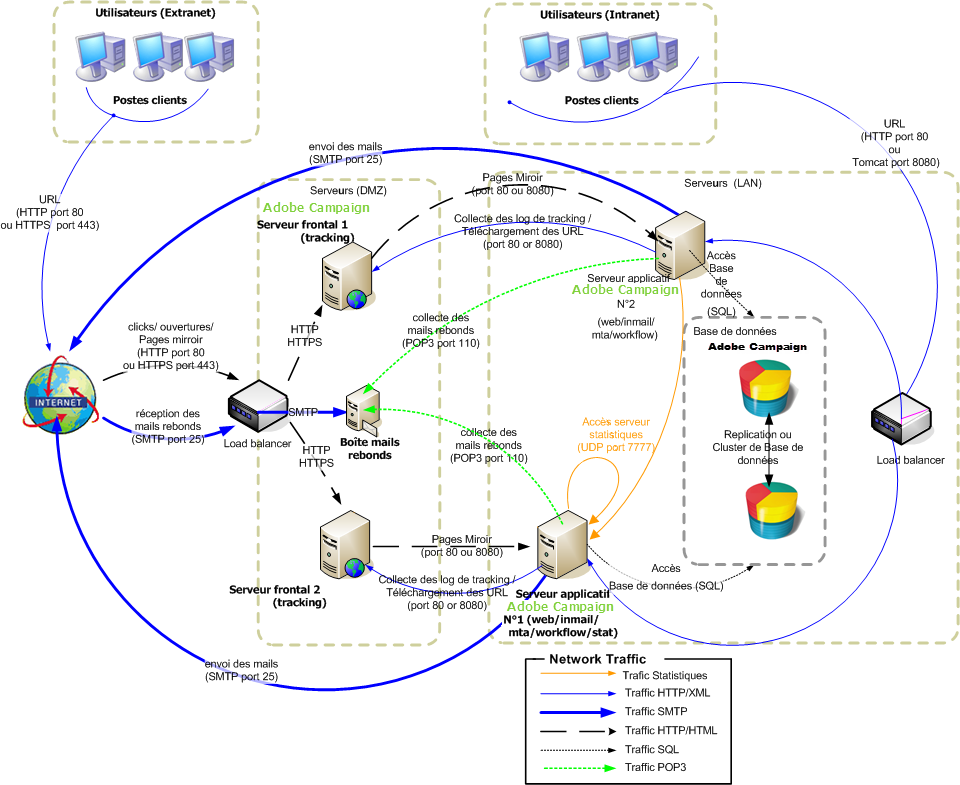 Utilisateurs (Extranet)
Postes clients
Utilisateurs (Intranet)
Postes clients
URL
(HTTP port 80
ou
Tomcat port 8080)
envoi des mails
(SMTP port 25)
URL
(HTTP port 80
ou HTTPS port 443)
Serveurs (DMZ)
Adobe Campaign
Serveur frontal 1
(tracking)
Pages Miroir
(port 80 ou 8080)
Serveurs (LAN)
Collecte des log de tracking /
Téléchargement des URL
(port 80 or 8080)
Accès
Base
de
données
(SQL)
Serveur applicatif
Adobe Campaign
N°2
(web/inmail/
mta/workflow)
clicks/ ouvertures/
Pages mirroir
(HTTP port 80
ou HTTPS port 443)
HTTP
HTTPS
collecte des
mails rebonds
(POP3 port 110)
Base de données
Adobe Campaign
INTERNET
réception des
mails rebonds
(SMTP port 25)
Load balancer
SMTP
Boîte mails
rebonds
HTTP
HTTPS
collecte des
mails rebonds
(POP3 port 110)
Accès serveur
statistiques
(UDP port 7777)
Replication ou
Cluster de Base de
données
Load balancer
Pages Miroir
(port 80 ou 8080)
Serveur frontal 2
(tracking)
Collecte des log de tracking /
Téléchargement des URL
(port 80 or 8080)
Accès
Base de données (SQL)
Serveur applicatif
Adobe Campaign
N°1 (web/inmail/
mta/workflow/stat)
envoi des mails
(SMTP port 25)
Network Traffic
Trafic Statistiques
Traffic HTTP/XML
Traffic SMTP
Traffic HTTP/HTML
Traffic SQL
Traffic POP3